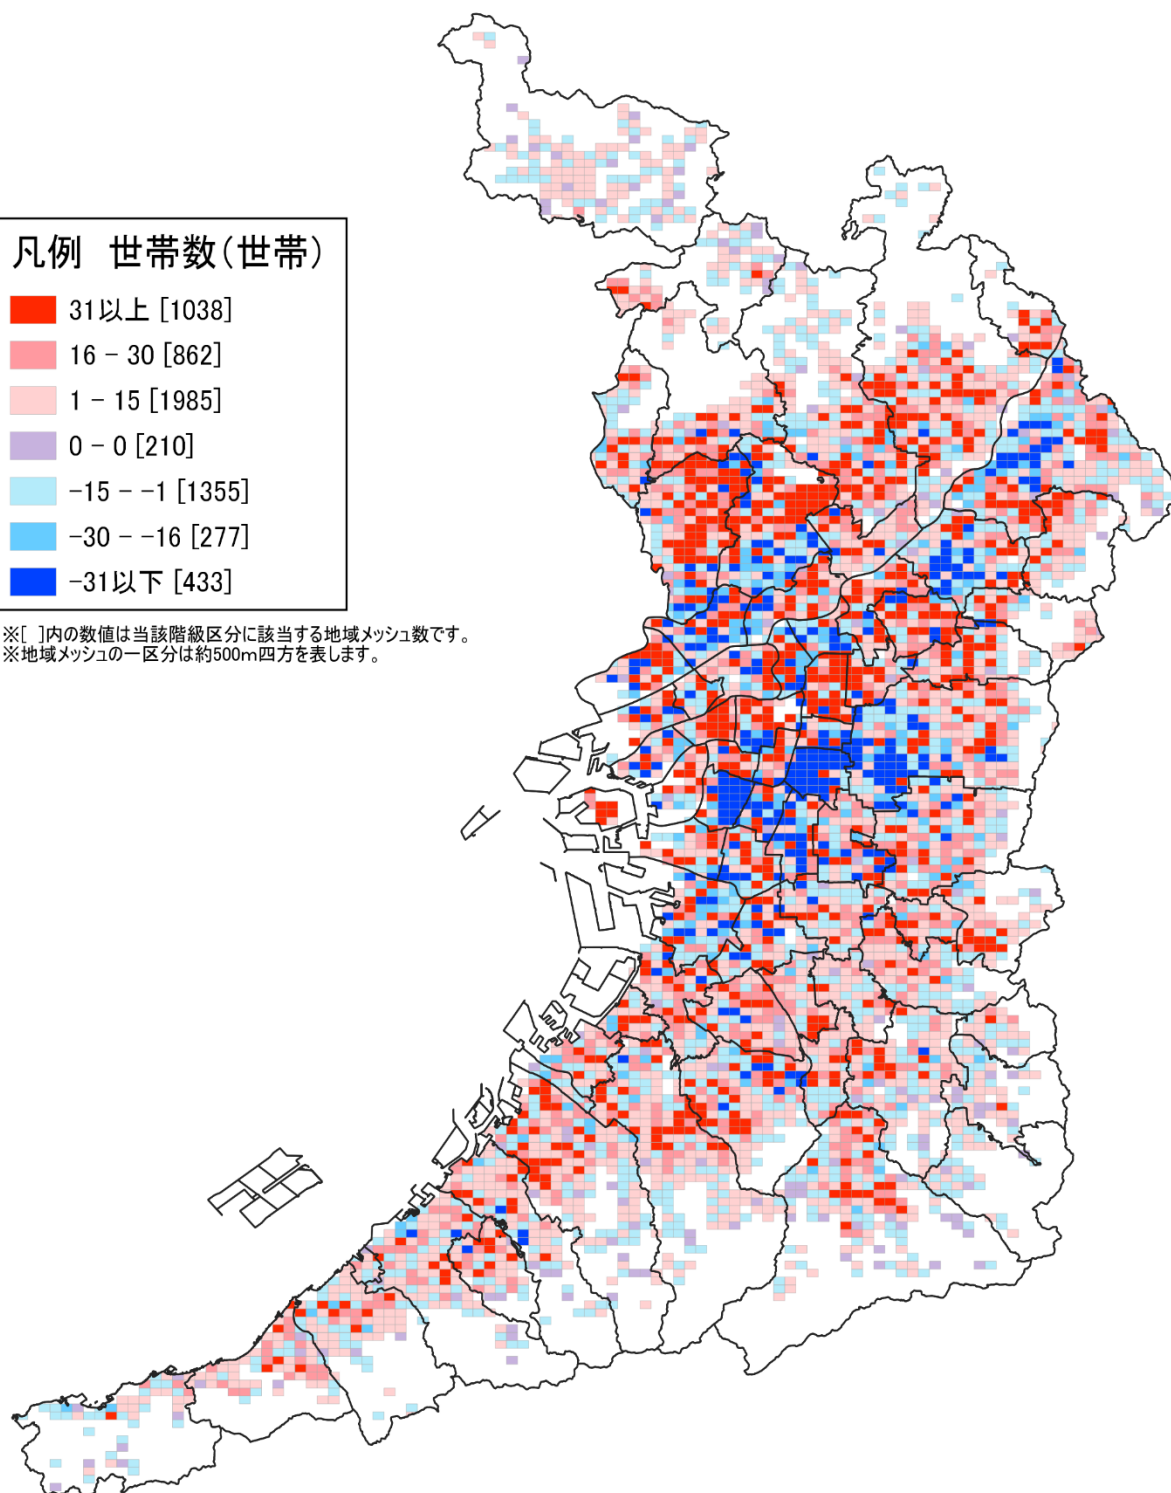 凡例 世帯数(世帯)
31以上 [1038]
16 - 30 [862]
1 - 15 [1985]
0 - 0 [210]
-15 - -1 [1355]
-30 - -16 [277]
-31以下 [433]
※[ ]内の数値は当該階級区分に該当する地域メッシュ数です。
※地域メッシュの一区分は約500m四方を表します。